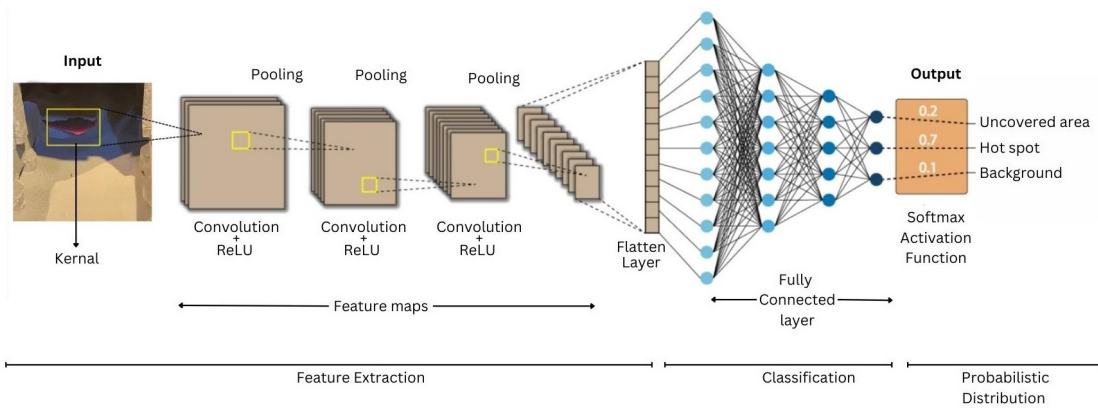 Input
Pooling
Pooling
Pooling
Output
0.2
0.7
0.1
Uncovered area
Hot spot
Background
Kernal
Convolution
+
ReLU
Convolution
+
ReLU
Convolution
+
ReLU
Flatten
Layer
Softmax
Activation
Function
Feature maps
Fully
Connected
layer
Feature Extraction
Classification
Probabilistic
Distribution